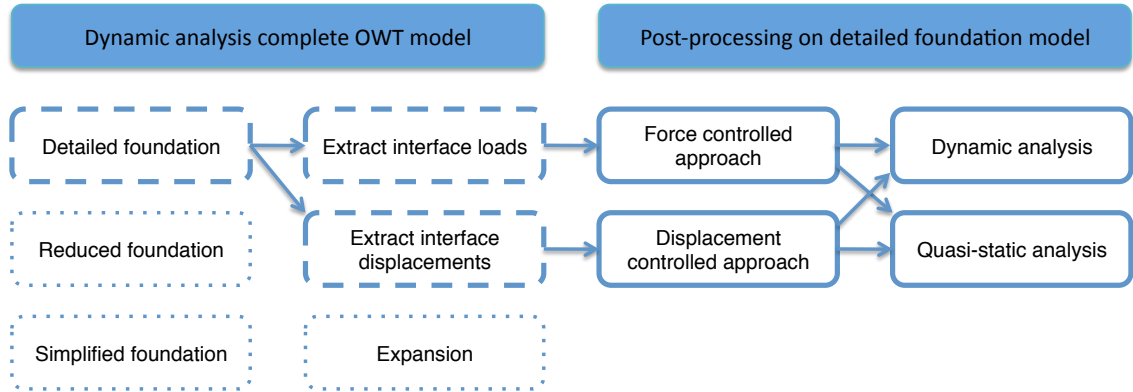 Dynamic analysis complete OWT model
Post-processing on detailed foundation model
Detailed foundation
Extract interface loads
Force controlled
approach
Dynamic analysis
Reduced foundation
Extract interface
displacements
Displacement
controlled approach
Quasi-static analysis
Simplified foundation
Expansion